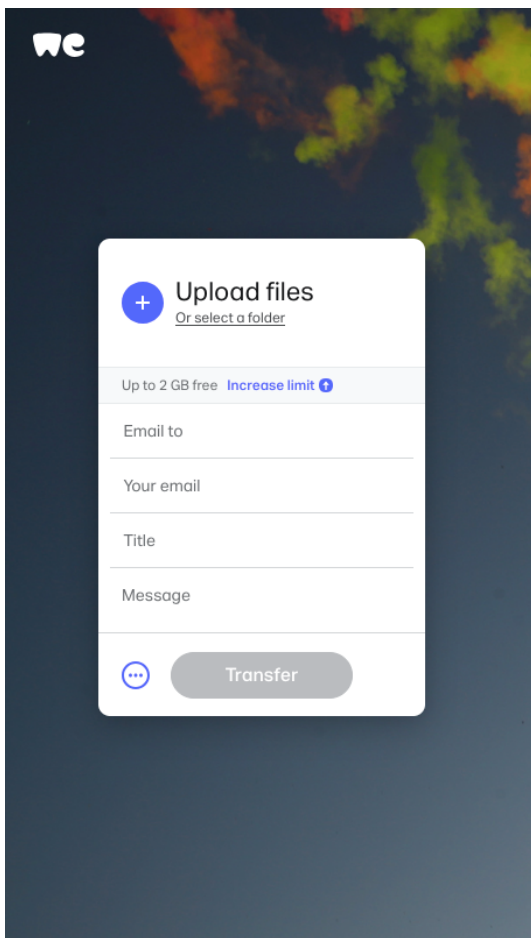 we
Upload files
Or select a folder
Up to 2 GB free Increase limit
Email to
Your email
Title
Message
Transfer